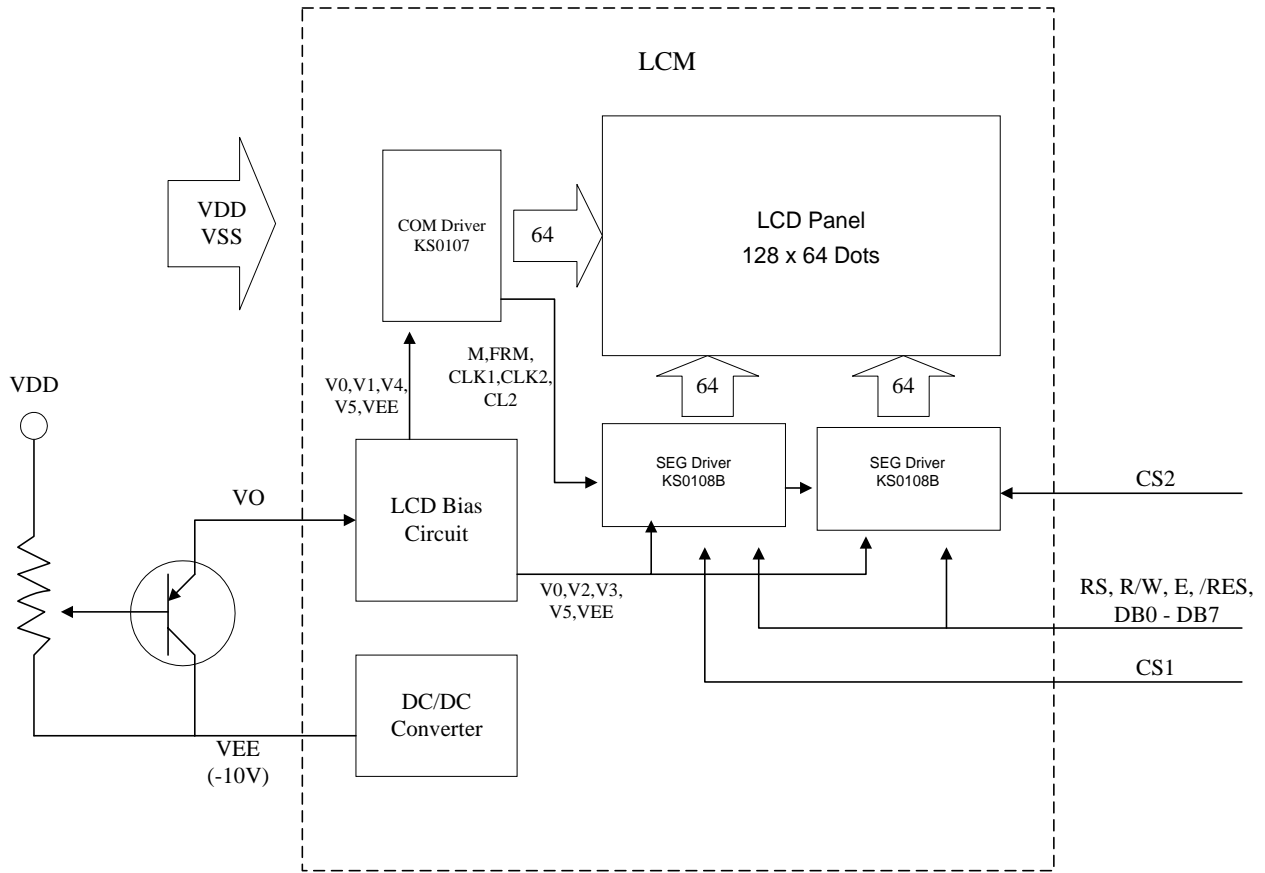 LCM
VDD
VSS
COM Driver
KS0107
64
LCD Panel
128 x 64 Dots
M,FRM,
CLK1,CLK2,
CL2
V0,V1,V4,
V5,VEE
64
64
VDD
SEG Driver
KS0108B
SEG Driver
KS0108B
CS2
VO
LCD Bias
Circuit
V0,V2,V3,
V5,VEE
RS, R/W, E, /RES,
DB0 - DB7
CS1
DC/DC
Converter
VEE
(-10V)